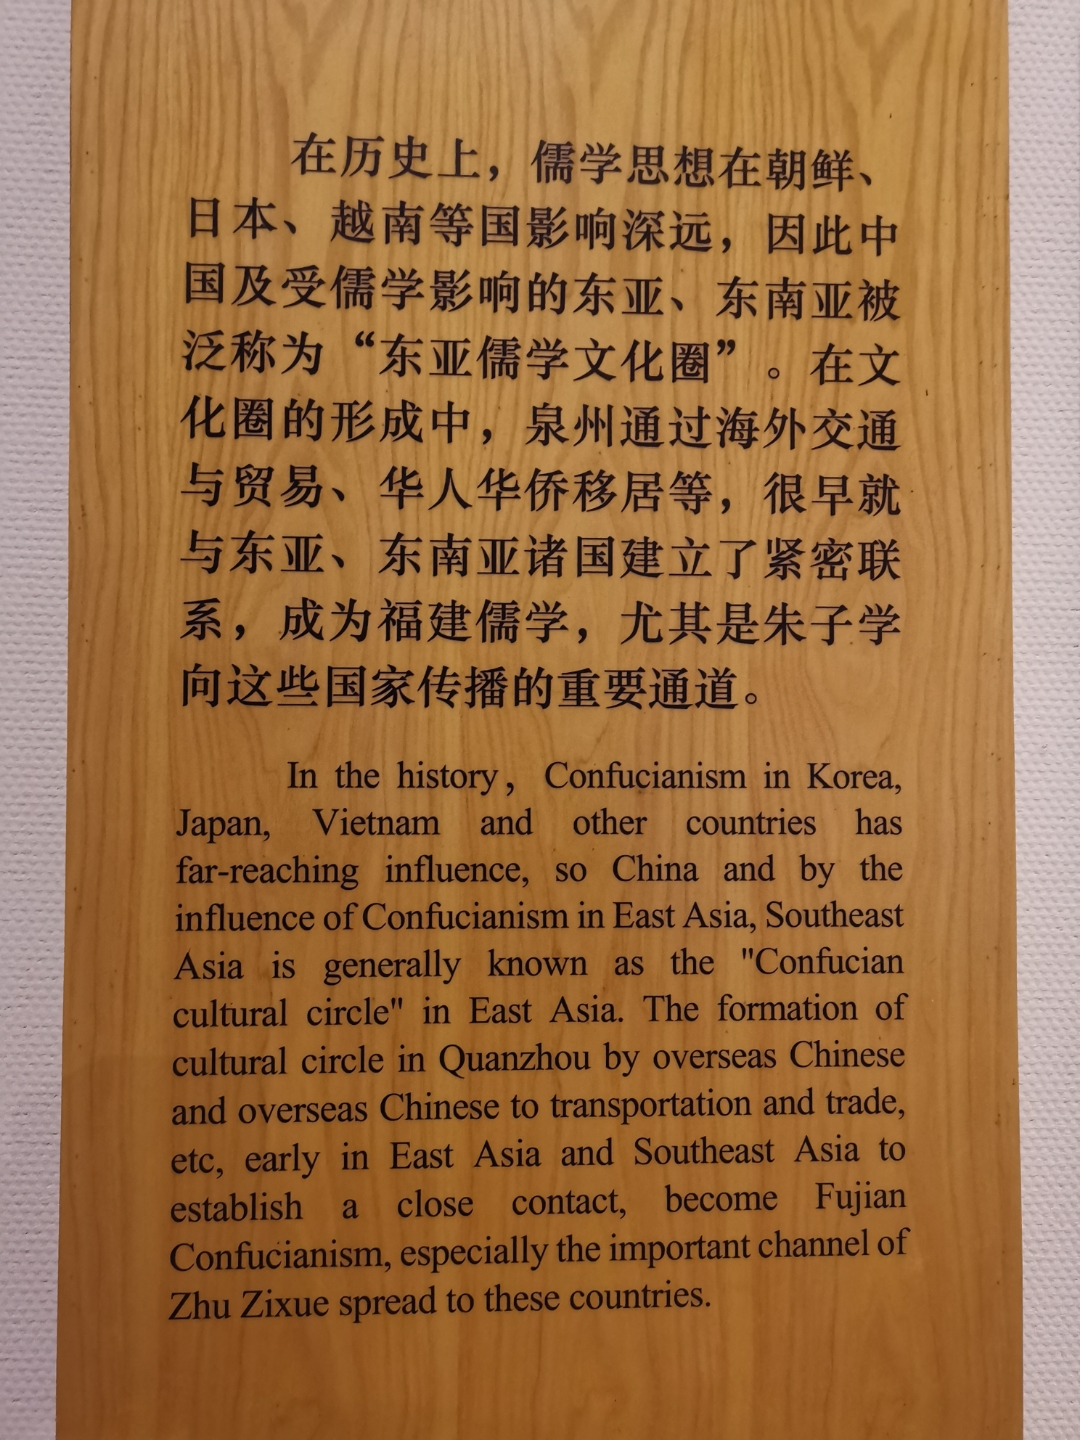 在历史上，儒学思想在朝鲜、
日本、越南等国影响深远，因此中
国及受儒学影响的东亚、东南亚被
泛称为“东亚儒学文化圈”。在文
化圈的形成中，泉州通过海外交通
与贸易、华人华侨移居等，很早就
与东亚、东南亚诸国建立了紧密联
系，成为福建儒学，尤其是朱子学
向这些国家传播的重要通道。
In the history，Confucianism in Korea,
Japan, Vietnam and other countries has
far-reaching influence, so China and by the
influence of Confucianism in East Asia, Southeast
Asia is generally known as the "Confucian
cultural circle" in East Asia. The formation of
cultural circle in Quanzhou by overseas Chinese
and overseas Chinese to transportation and trade,
etc, early in East Asia and Southeast Asia to
establish a close contact, become Fujian
Confucianism, especially the important channel of
Zhu Zixue spread to these countries.